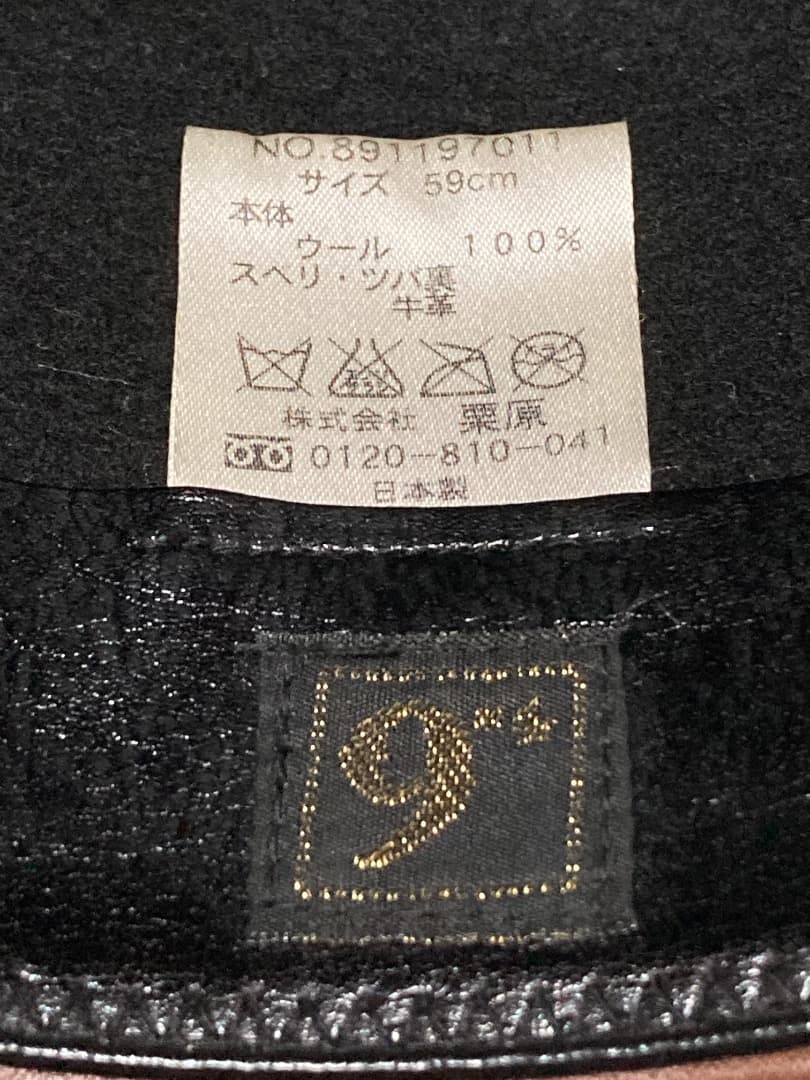 NO.891197011
サイズ 59cm
本体
ウール 100%
スベリ・ツバ裏
牛革
株式会社 栗原
0120-810-041
日本製
9